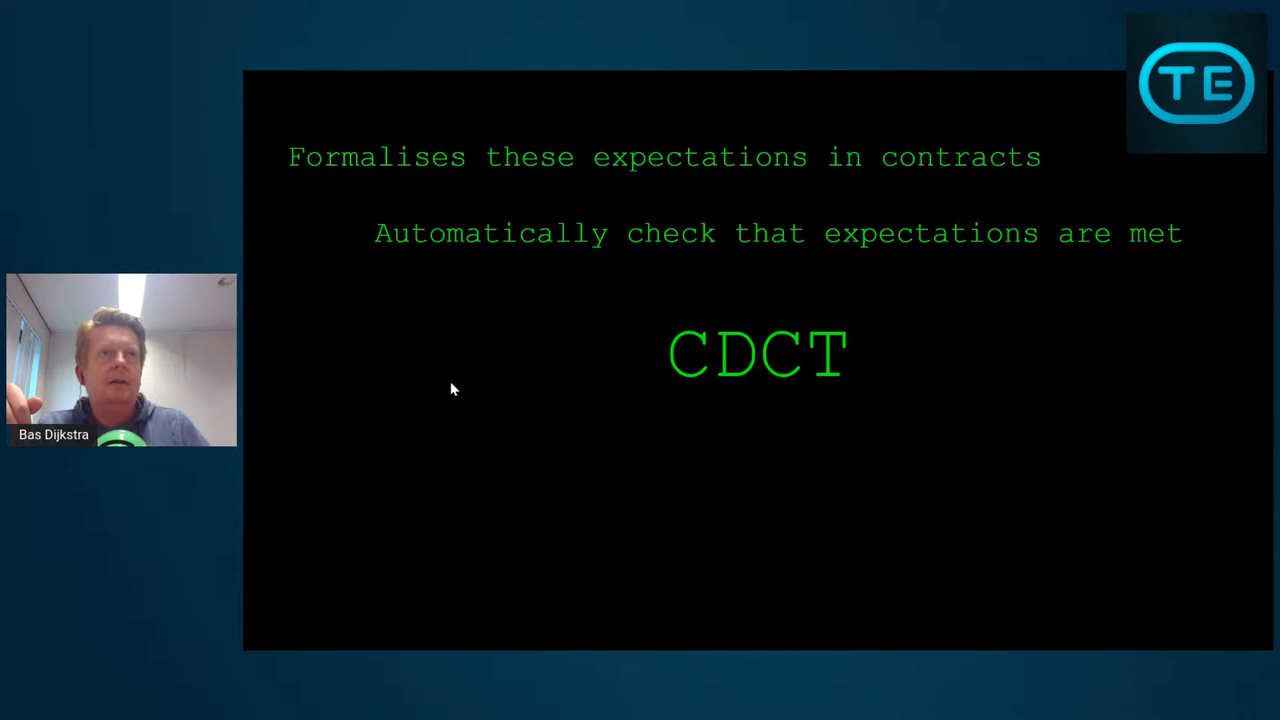 TE
Formalises these expectations in contracts
Automatically check that expectations are met
CDCT
Bas Dijkstra